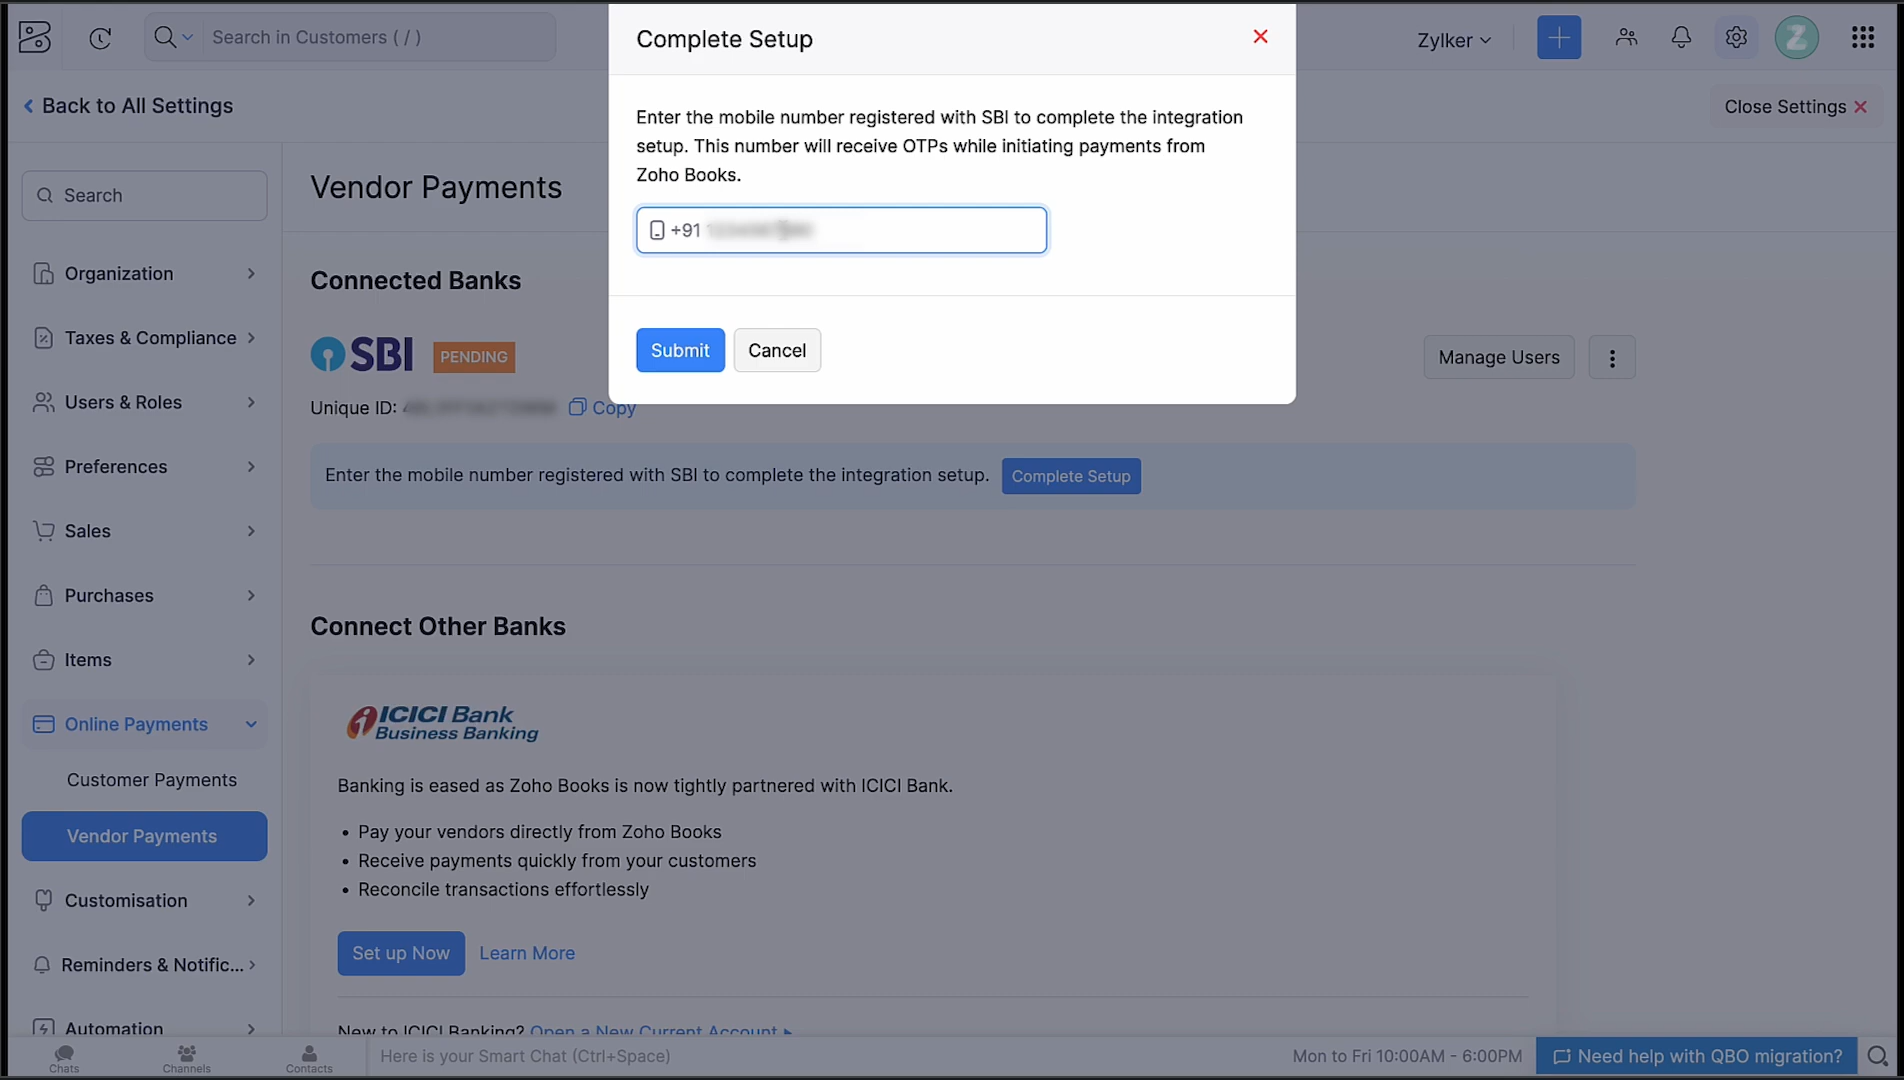 Search in Customers ( / )
Complete Setup
Zylker
Back to All Settings
Close Settings
Enter the mobile number registered with SBI to complete the integration
setup. This number will receive OTPs while initiating payments from
Zoho Books.
+91
Submit
Cancel
Search
Organization
Taxes & Compliance
Users & Roles
Preferences
Sales
Purchases
Items
Online Payments
Customer Payments
Vendor Payments
Customisation
Reminders & Notific...
Automation
Vendor Payments
Connected Banks
SBI
PENDING
Manage Users
Unique ID:
Copy
Enter the mobile number registered with SBI to complete the integration setup.
Complete Setup
Connect Other Banks
ICICI Bank
Business Banking
Banking is eased as Zoho Books is now tightly partnered with ICICI Bank.
• Pay your vendors directly from Zoho Books
• Receive payments quickly from your customers
• Reconcile transactions effortlessly
Set up Now
Learn More
New to ICICI Banking? Open a New Current Account
Chats
Channels
Contacts
Here is your Smart Chat (Ctrl+Space)
Mon to Fri 10:00AM - 6:00PM
Need help with QBO migration?